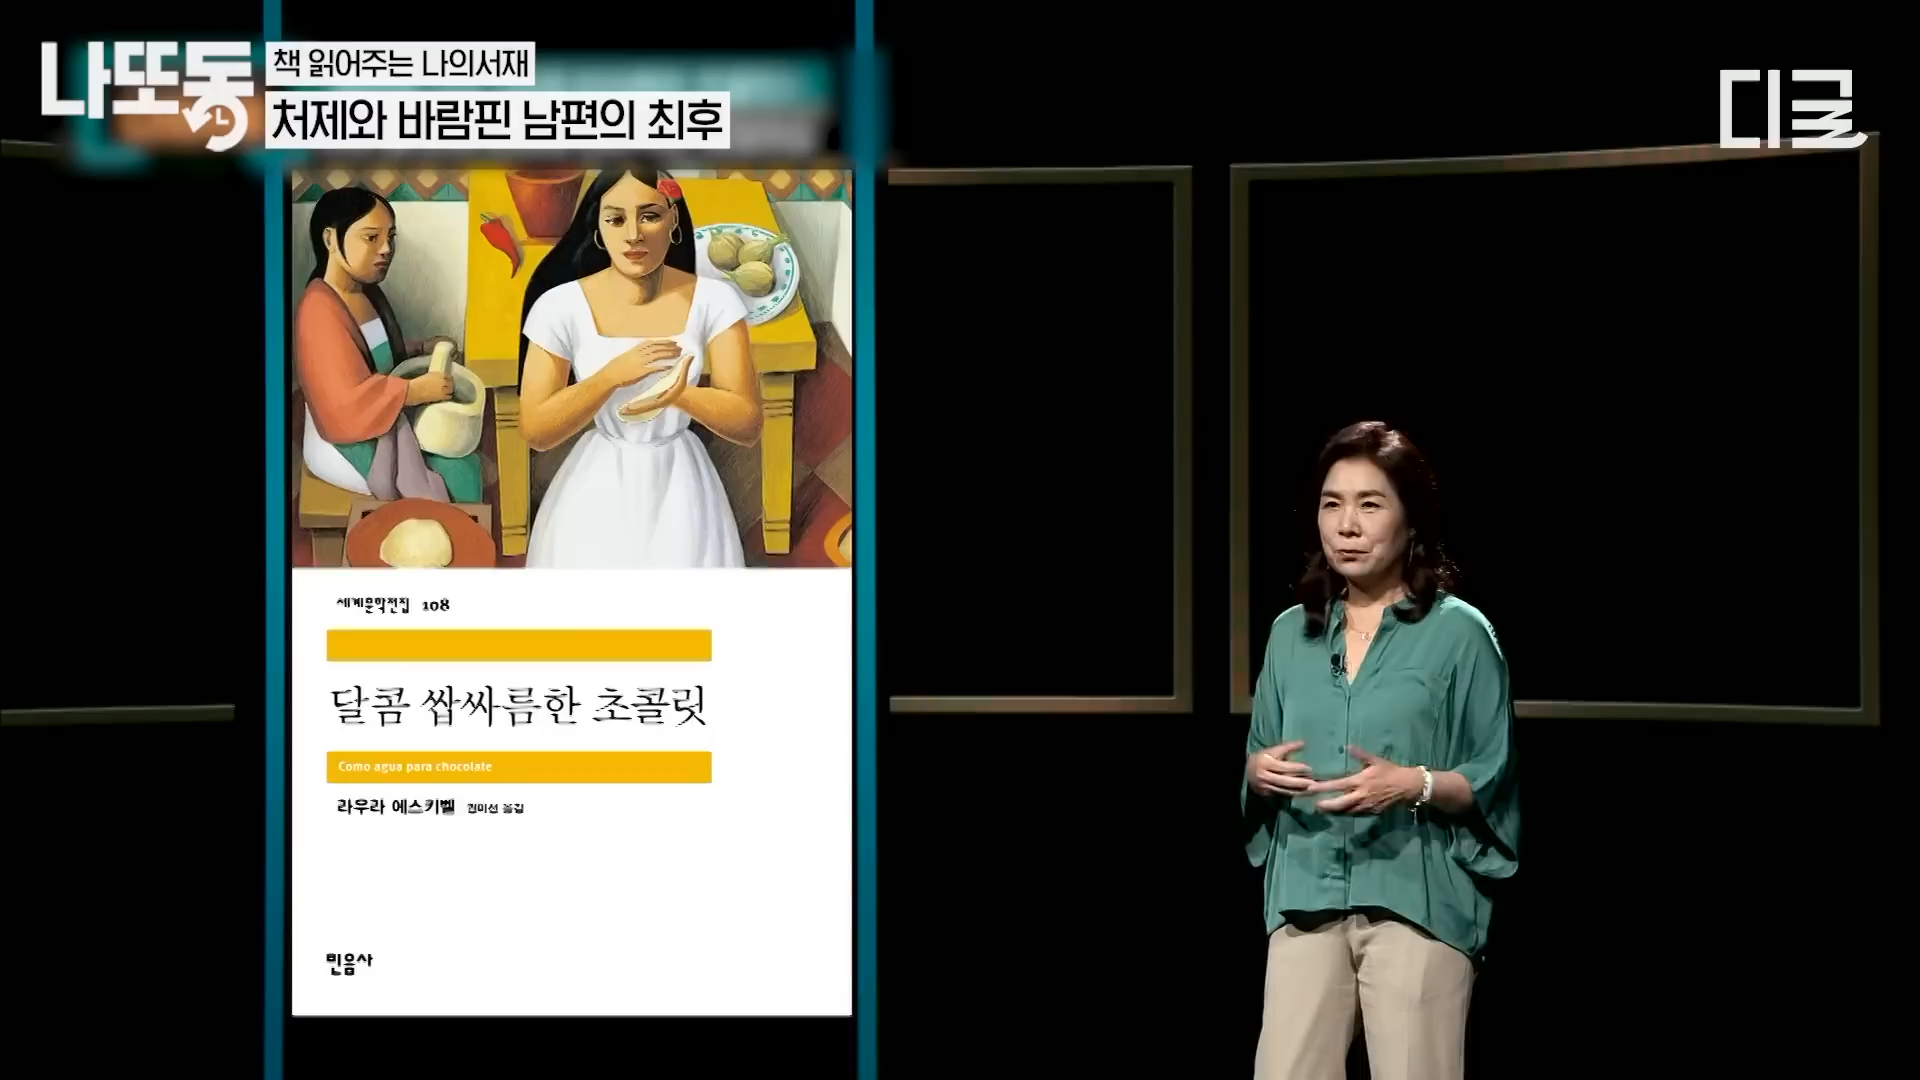 나또동
책 읽어주는 나의서재
처제와 바람핀 남편의 최후
디글
세계문학전집 108
달콤 쌉싸름한 초콜릿
Como agua para chocolate
라우라 에스키벨 권미선 옮김
민음사